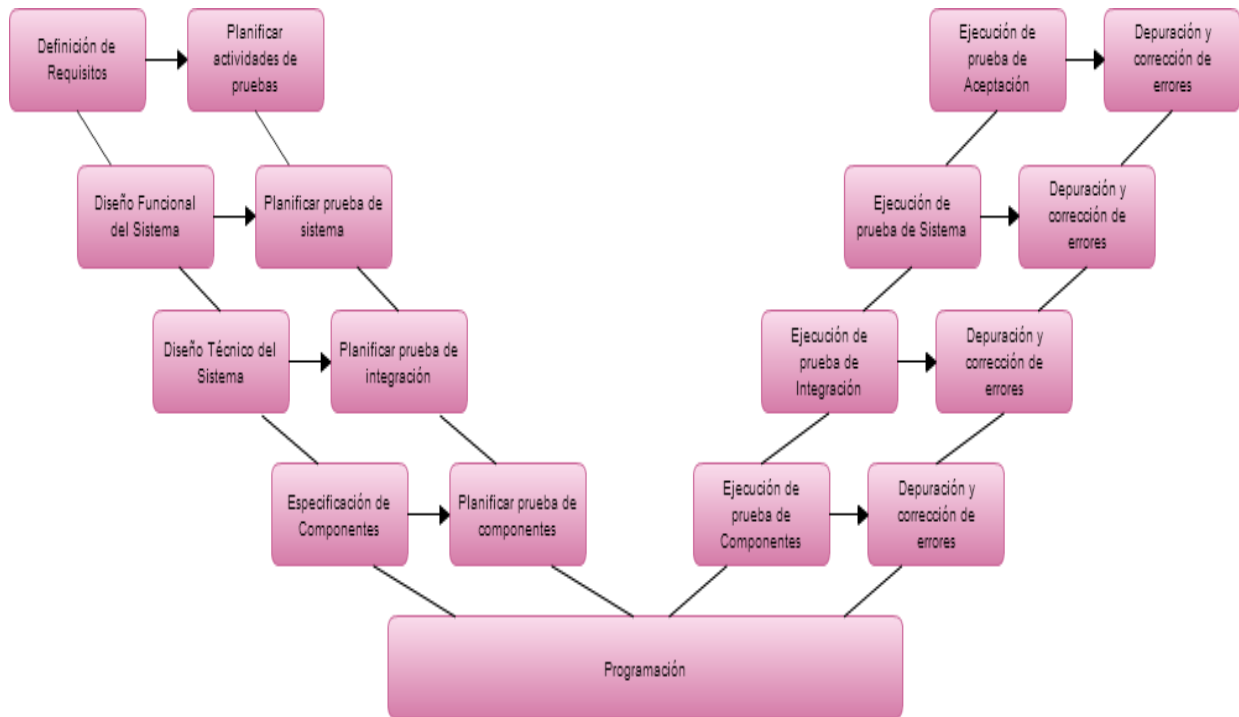 Definición de
Requisitos
Planificar
actividades de
pruebas
Ejecución de
prueba de
Aceptación
Depuración y
corrección de
errores
Diseño Funcional
del Sistema
Planificar prueba de
sistema
Ejecución de
prueba de Sistema
Depuración y
corrección de
errores
Diseño Técnico del
Sistema
Planificar prueba de
integración
Ejecución de
prueba de
Integración
Depuración y
corrección de
errores
Especificación de
Componentes
Planificar prueba de
componentes
Ejecución de
prueba de
Componentes
Depuración y
corrección de
errores
Programación